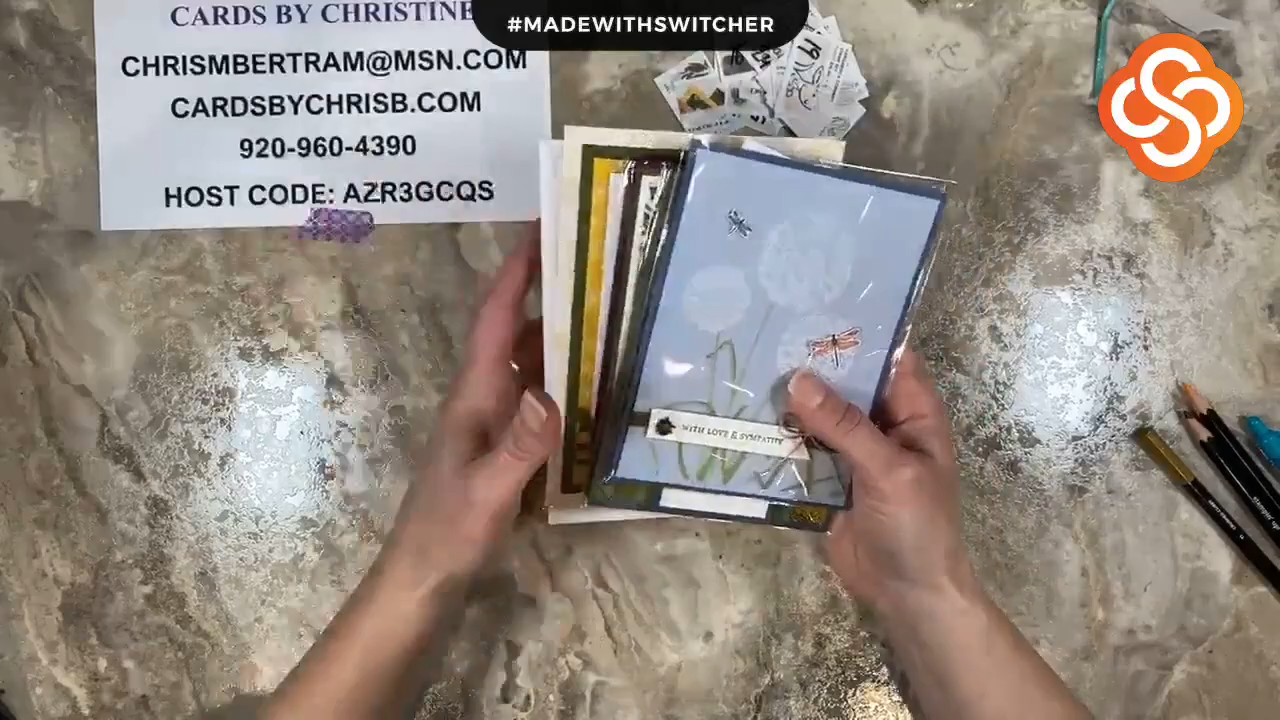 #MADEWITHSWITCHER
CARDS BY CHRISTINE
CHRISMBERTRAM@MSN.COM
CARDSBYCHRISB.COM
920-960-4390
HOST CODE: AZR3GCQS
WITH LOVE & SYMPATHY